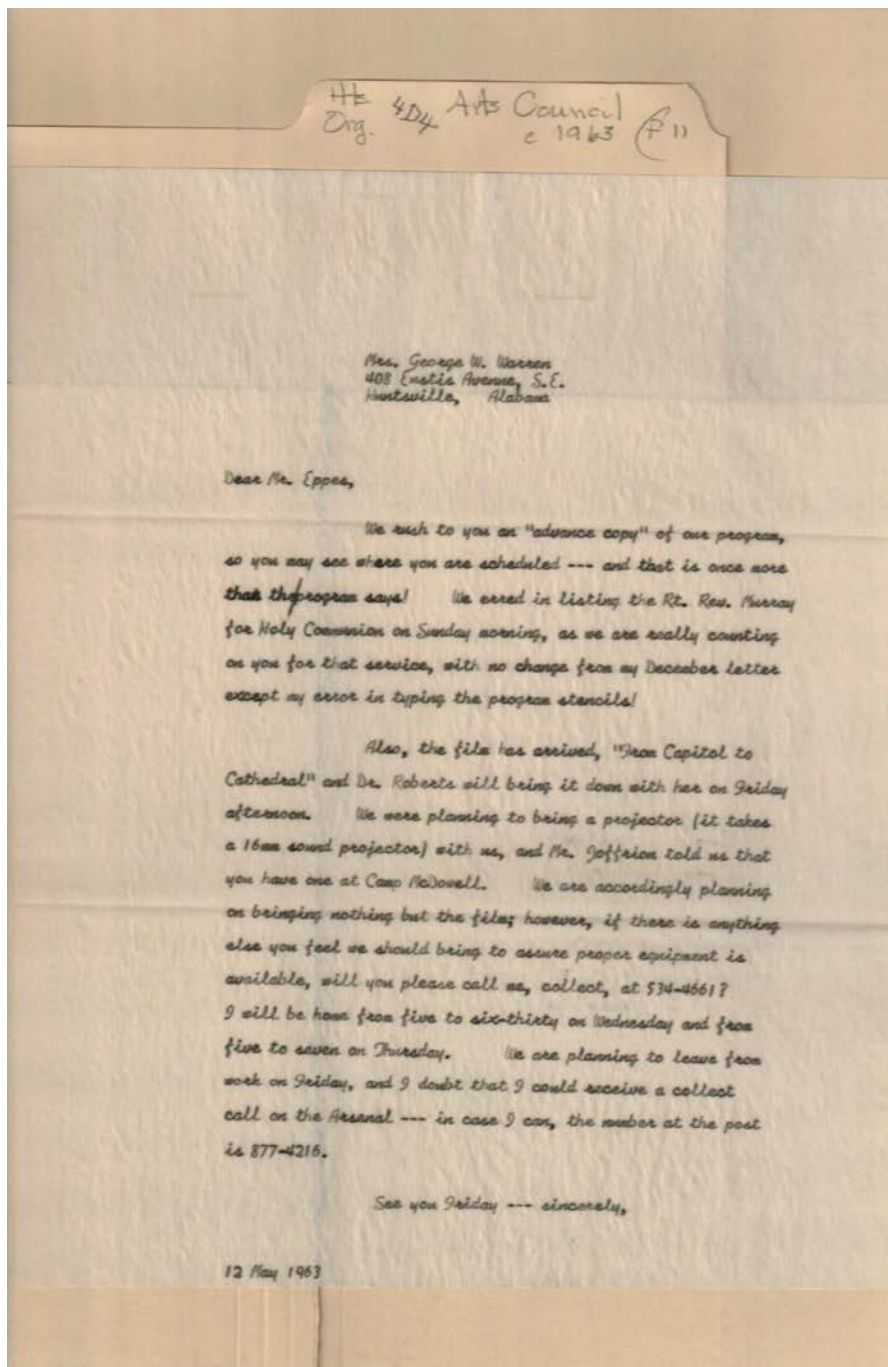 Hts 4D4 Arts Council
Org. c 1963 F 11
Mrs. George W. Warren
408 Eustis Avenue, S.E.
Huntsville, Alabama
Dear Mr. Eppes,
We rush to you an "advance copy" of our program,
so you may see where you are scheduled --- and that is once more
than the/program says! We erred in listing the Rt. Rev. Murray
for Holy Communion on Sunday morning, as we are really counting
on you for that service, with no change from my December letter
except my error in typing the program stencils!
Also, the film has arrived, "From Capitol to
Cathedral" and Dr. Roberts will bring it down with her on Friday
afternoon. We were planning to bring a projector (it takes
a 16mm sound projector) with us, and Mr. Joffrion told us that
you have one at Camp McDowell. We are accordingly planning
on bringing nothing but the film; however, if there is anything
else you feel we should bring to assure proper equipment is
available, will you please call me, collect, at 534-4661?
I will be home from five to six-thirty on Wednesday and from
five to seven on Thursday. We are planning to leave from
work on Friday, and I doubt that I could receive a collect
call on the Arsenal --- in case I can, the number at the post
is 877-4216.
See you Friday --- sincerely,
12 May 1963